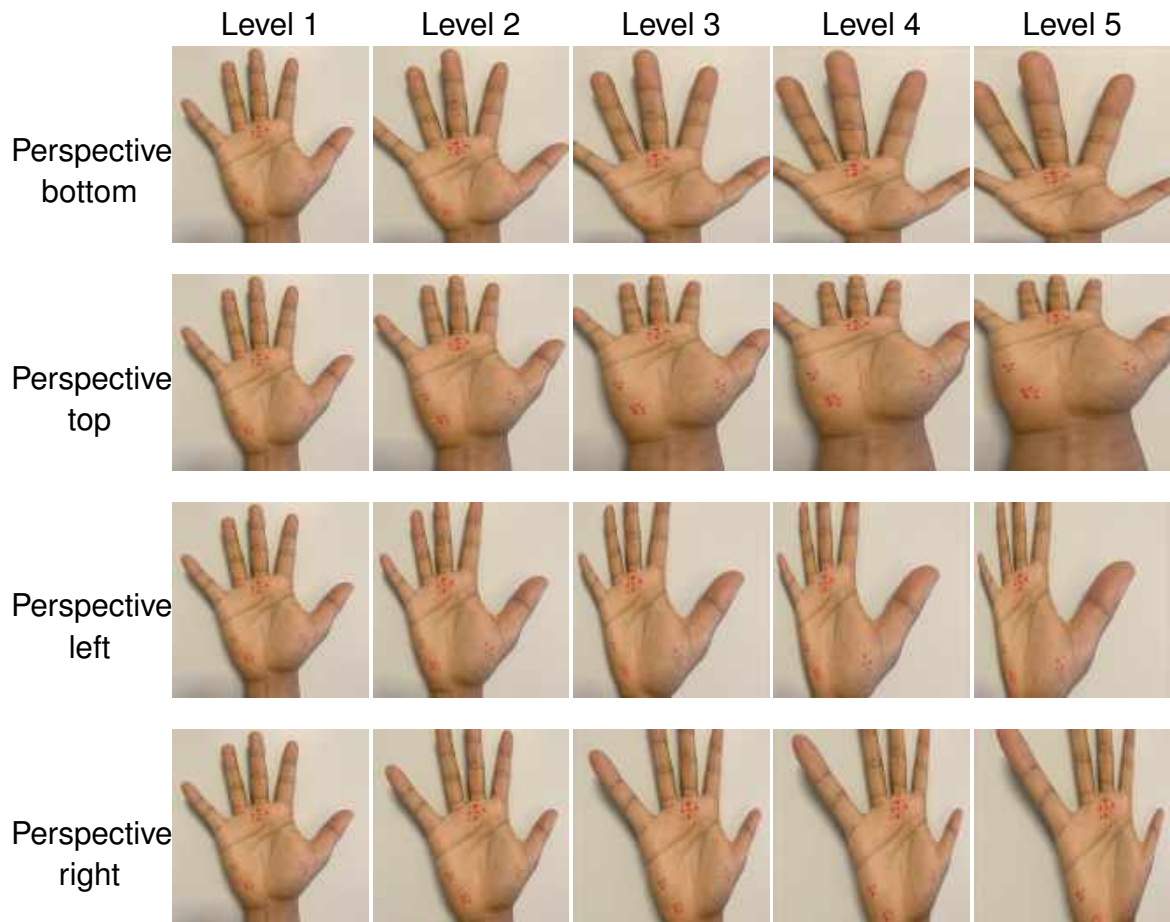 Level 1 Level 2 Level 3 Level 4 Level 5
Perspective
bottom
Perspective
top
Perspective
left
Perspective
right